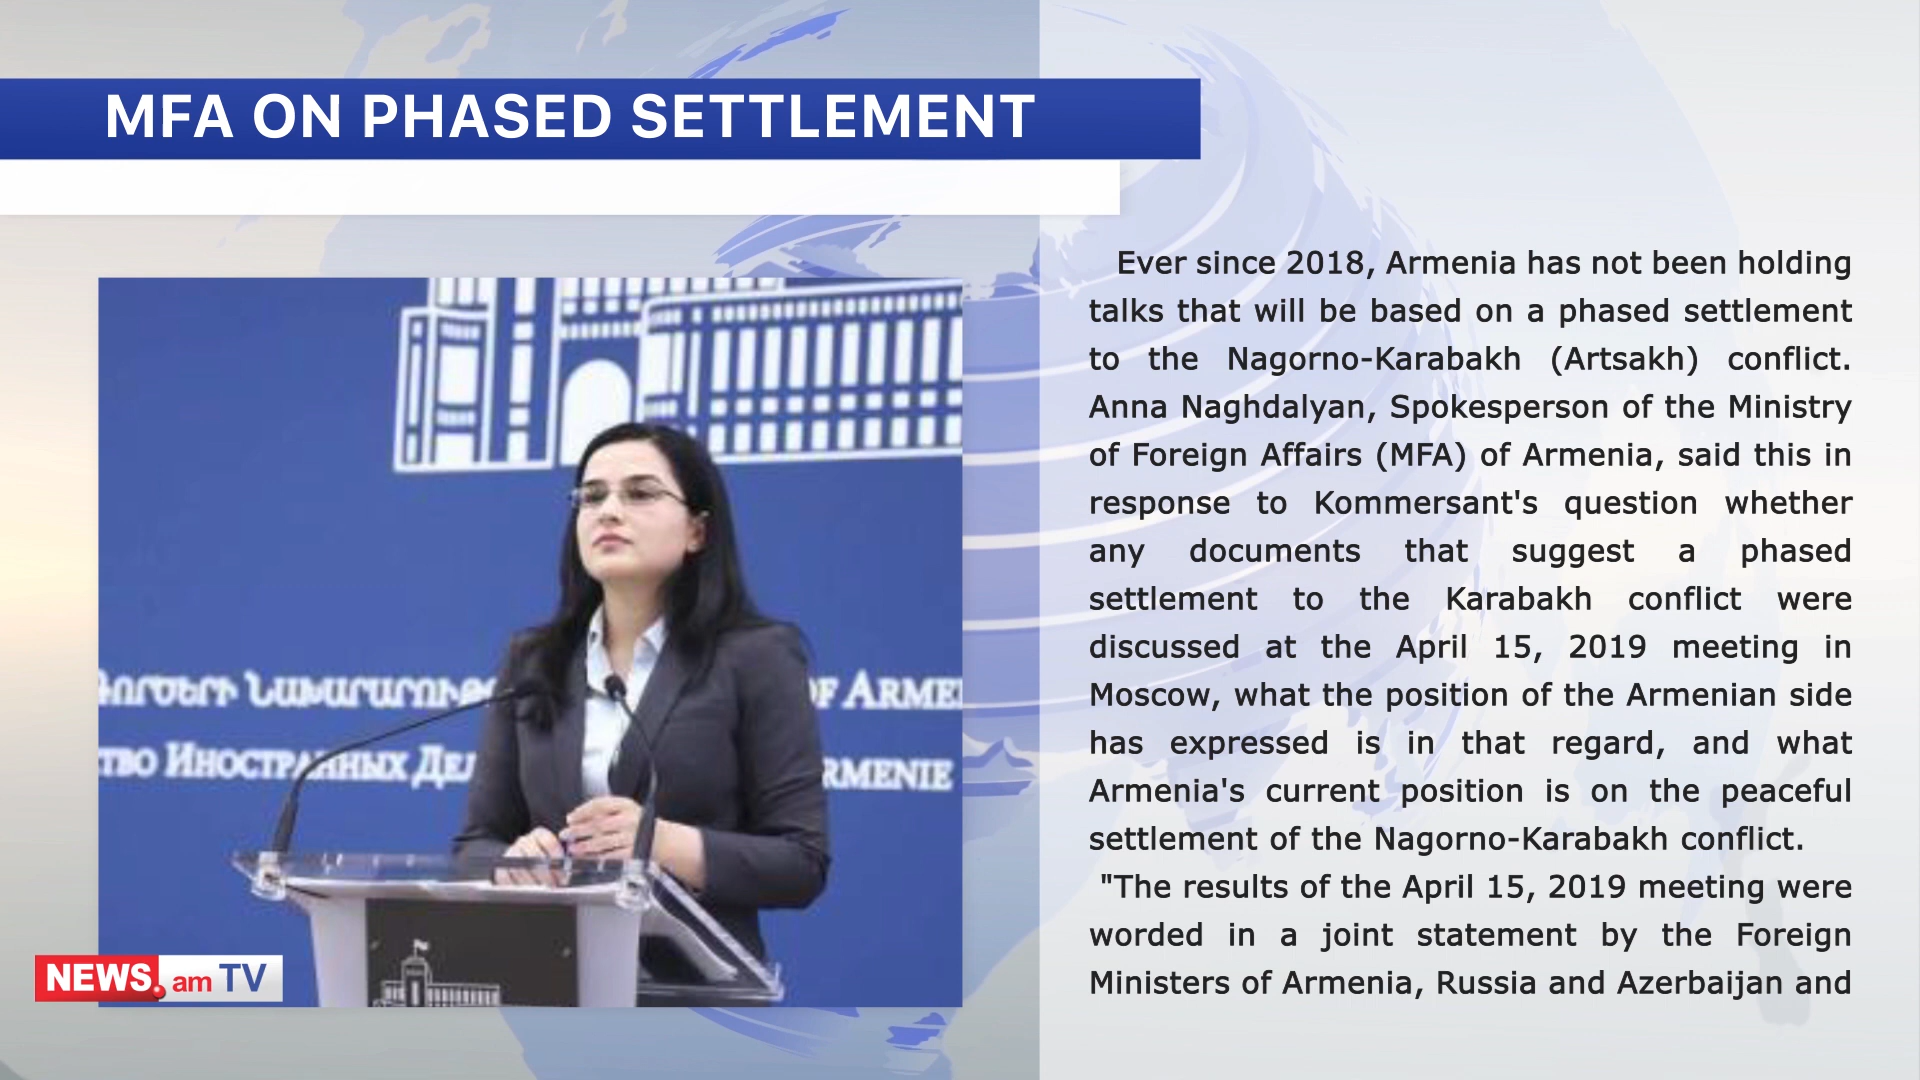 MFA ON PHASED SETTLEMENT
Ever since 2018, Armenia has not been holding
talks that will be based on a phased settlement
to the Nagorno-Karabakh (Artsakh) conflict.
Anna Naghdalyan, Spokesperson of the Ministry
of Foreign Affairs (MFA) of Armenia, said this in
response to Kommersant's question whether
any documents that suggest a phased
settlement to the Karabakh conflict were
discussed at the April 15, 2019 meeting in
Moscow, what the position of the Armenian side
has expressed is in that regard, and what
Armenia's current position is on the peaceful
settlement of the Nagorno-Karabakh conflict.
"The results of the April 15, 2019 meeting were
worded in a joint statement by the Foreign
Ministers of Armenia, Russia and Azerbaijan and
OF ARME
ИНОСТРАННЫХ ДЕЛ
RMENIE
NEWS.am TV